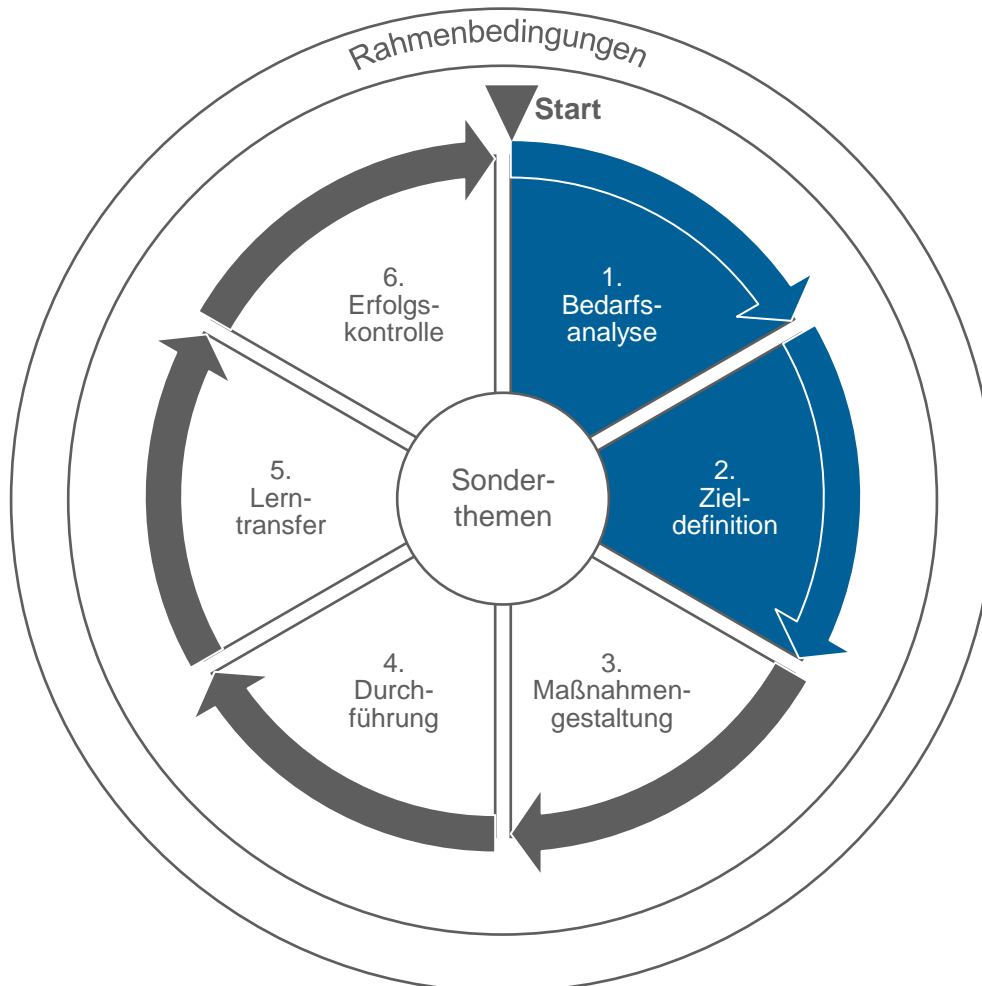 Rahmenbedingungen
Start
1.
Bedarfs-
analyse
2.
Ziel-
definition
3.
Maßnahmen-
gestaltung
4.
Durch-
führung
5.
Lern-
transfer
6.
Erfolgs-
kontrolle
Sonder-
themen